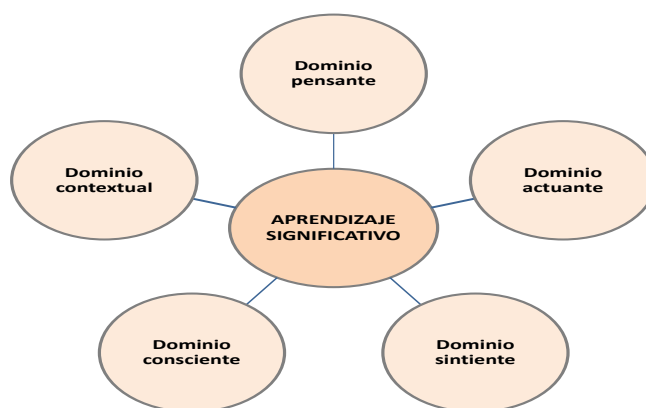 Dominio
pensante
Dominio
contextual
Dominio
actuante
APRENDIZAJE
SIGNIFICATIVO
Dominio
consciente
Dominio
sintiente